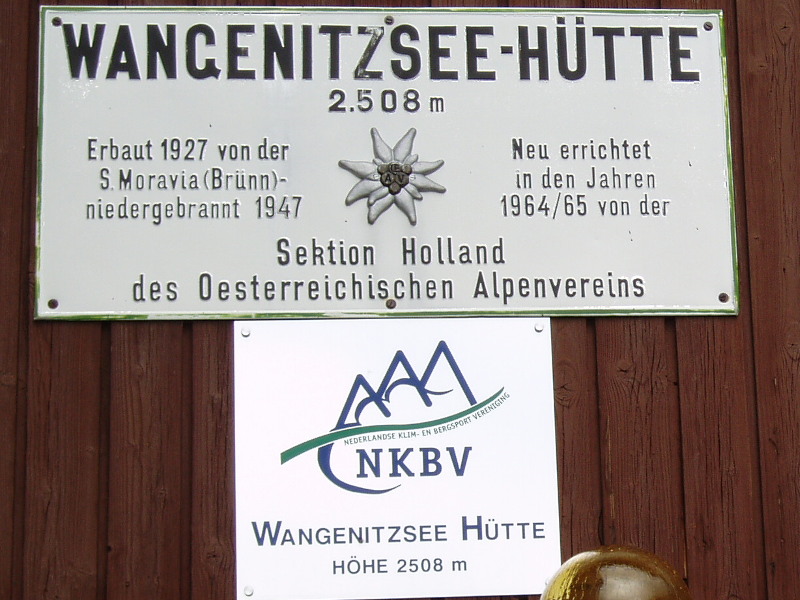 WANGENITZSEE-HÜTTE
2.508 m
Erbaut 1927 von der
S. Moravia (Brünn)-
niedergebrannt 1947
Neu errichtet
in den Jahren
1964/65 von der
Sektion Holland
des Oesterreichischen Alpenvereins
NEDERLANDSE KLIM- EN BERGSPORT VERENIGING
NKBV
WANGENITZSEE HÜTTE
HÖHE 2508 m